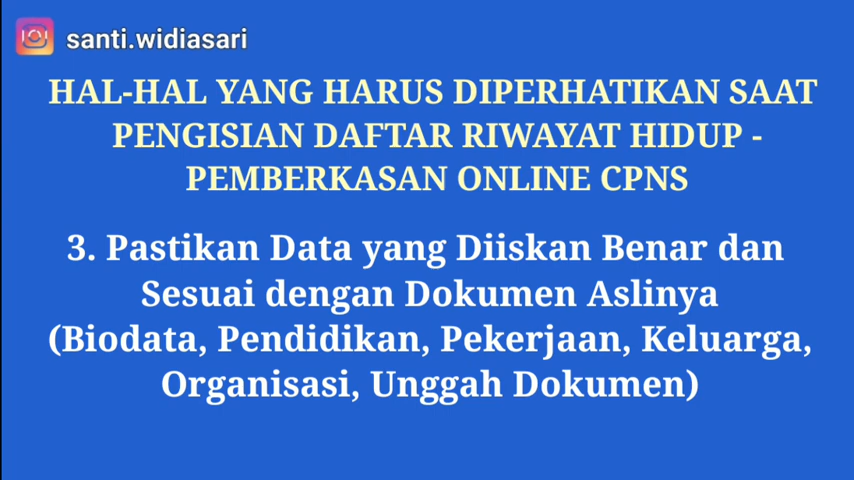 santi.widiasari
HAL-HAL YANG HARUS DIPERHATIKAN SAAT
PENGISIAN DAFTAR RIWAYAT HIDUP -
PEMBERKASAN ONLINE CPNS
3. Pastikan Data yang Diiskan Benar dan
Sesuai dengan Dokumen Aslinya
(Biodata, Pendidikan, Pekerjaan, Keluarga,
Organisasi, Unggah Dokumen)